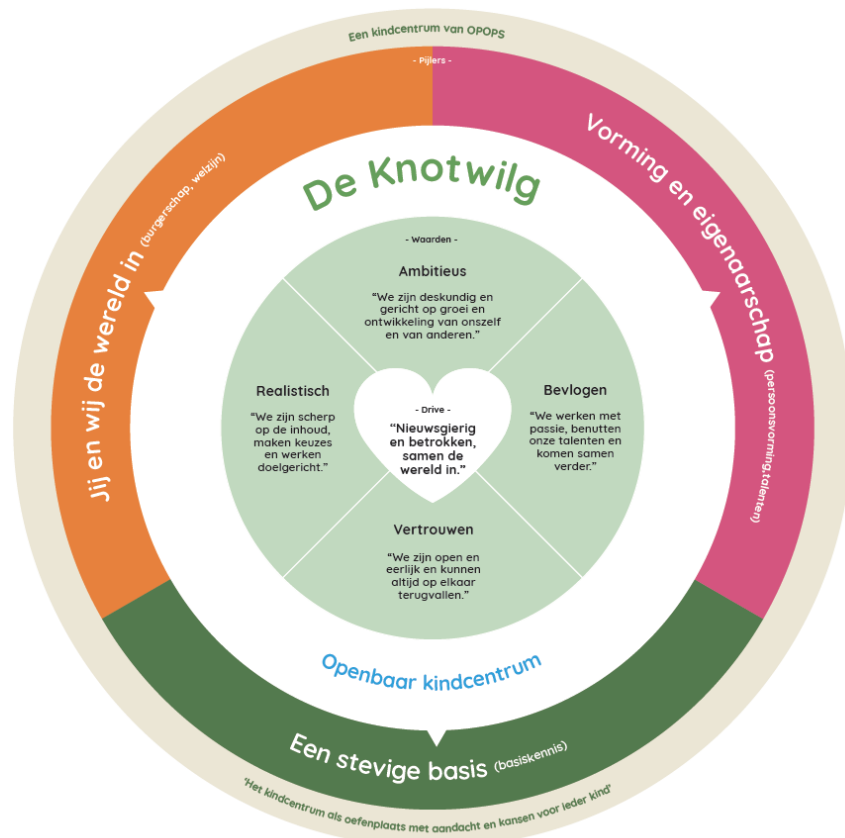 Een kindcentrum van OPOPS
- Pijlers -
Jij en wij de wereld in (burgerschap, welzijn)
Vorming en eigenaarschap (persoonsvorming,talenten)
De Knotwilg
- Waarden -
Ambitieus
“We zijn deskundig en
gericht op groei en
ontwikkeling van onszelf
en van anderen.”
Realistisch
“We zijn scherp
op de inhoud,
maken keuzes
en werken
doelgericht.”
- Drive -
“Nieuwsgierig
en betrokken,
samen de
wereld in.”
Bevlogen
“We werken met
passie, benutten
onze talenten en
komen samen
verder.”
Vertrouwen
“We zijn open en
eerlijk en kunnen
altijd op elkaar
terugvallen.”
Openbaar kindcentrum
Een stevige basis (basiskennis)
'Het kindcentrum als oefenplaats met aandacht en kansen voor ieder kind'